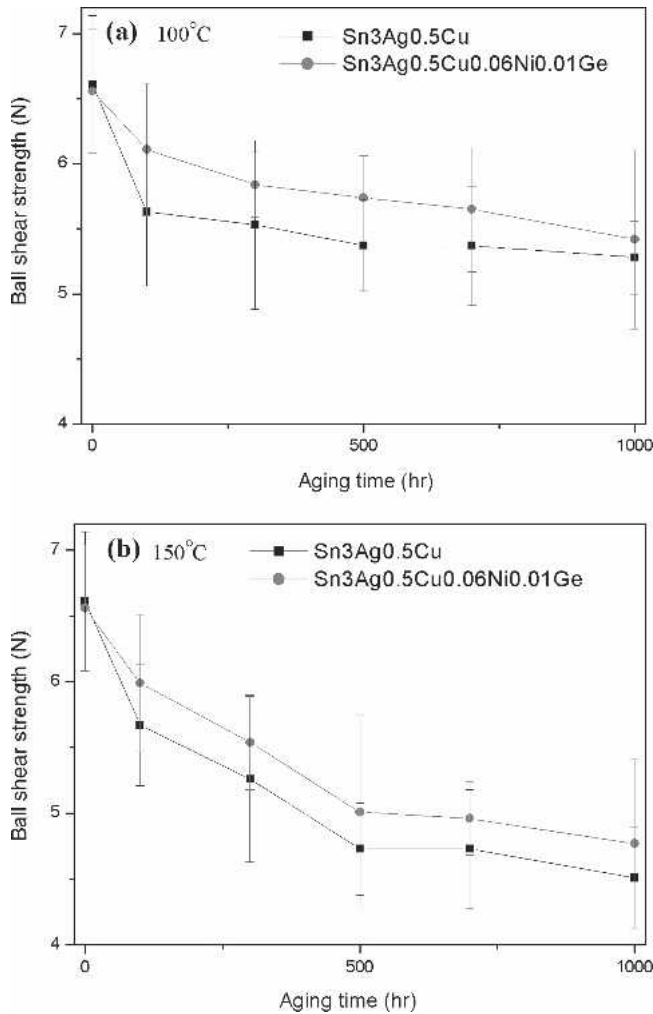 (a) 100°C
Sn3Ag0.5Cu
Sn3Ag0.5Cu0.06Ni0.01Ge
7
6
5
4
Ball shear strength (N)
0
500
1000
Aging time (hr)
(b) 150°C
Sn3Ag0.5Cu
Sn3Ag0.5Cu0.06Ni0.01Ge
7
6
5
4
Ball shear strength (N)
0
500
1000
Aging time (hr)